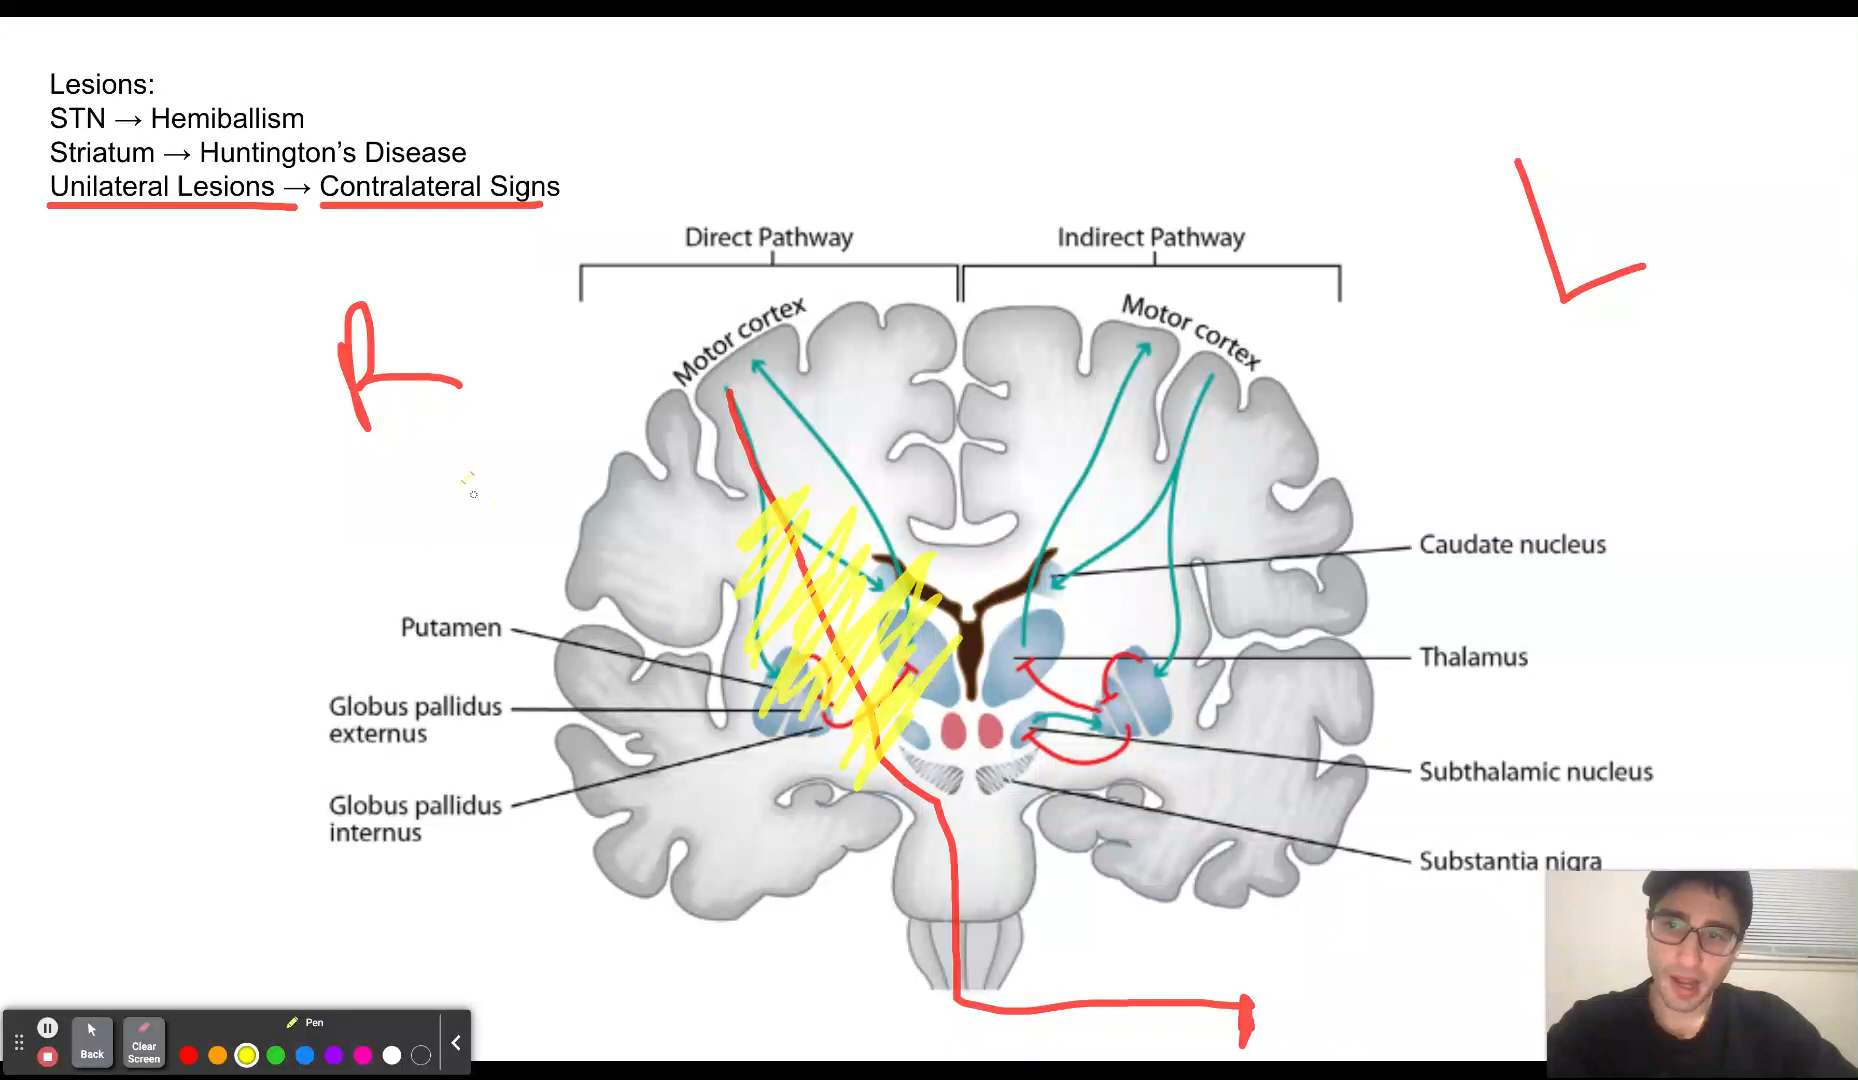 Lesions:
STN → Hemiballism
Striatum → Huntington's Disease
Unilateral Lesions → Contralateral Signs
Direct Pathway
Indirect Pathway
Motor cortex
Motor cortex
R
L
Caudate nucleus
Putamen
Thalamus
Globus pallidus
externus
Subthalamic nucleus
Globus pallidus
internus
Substantia nigra
Pen
Back
Clear
Screen